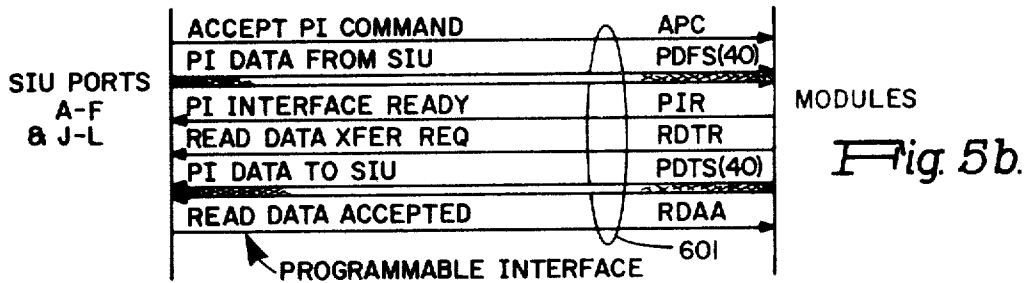 ACCEPT PI COMMAND APC
PI DATA FROM SIU PDFS(40)
SIU PORTS
A-F
& J-L
PI INTERFACE READY PIR
MODULES
READ DATA XFER REQ RDTR
PI DATA TO SIU PDTS(40)
READ DATA ACCEPTED RDAA
601
PROGRAMMABLE INTERFACE
Fig. 5b.